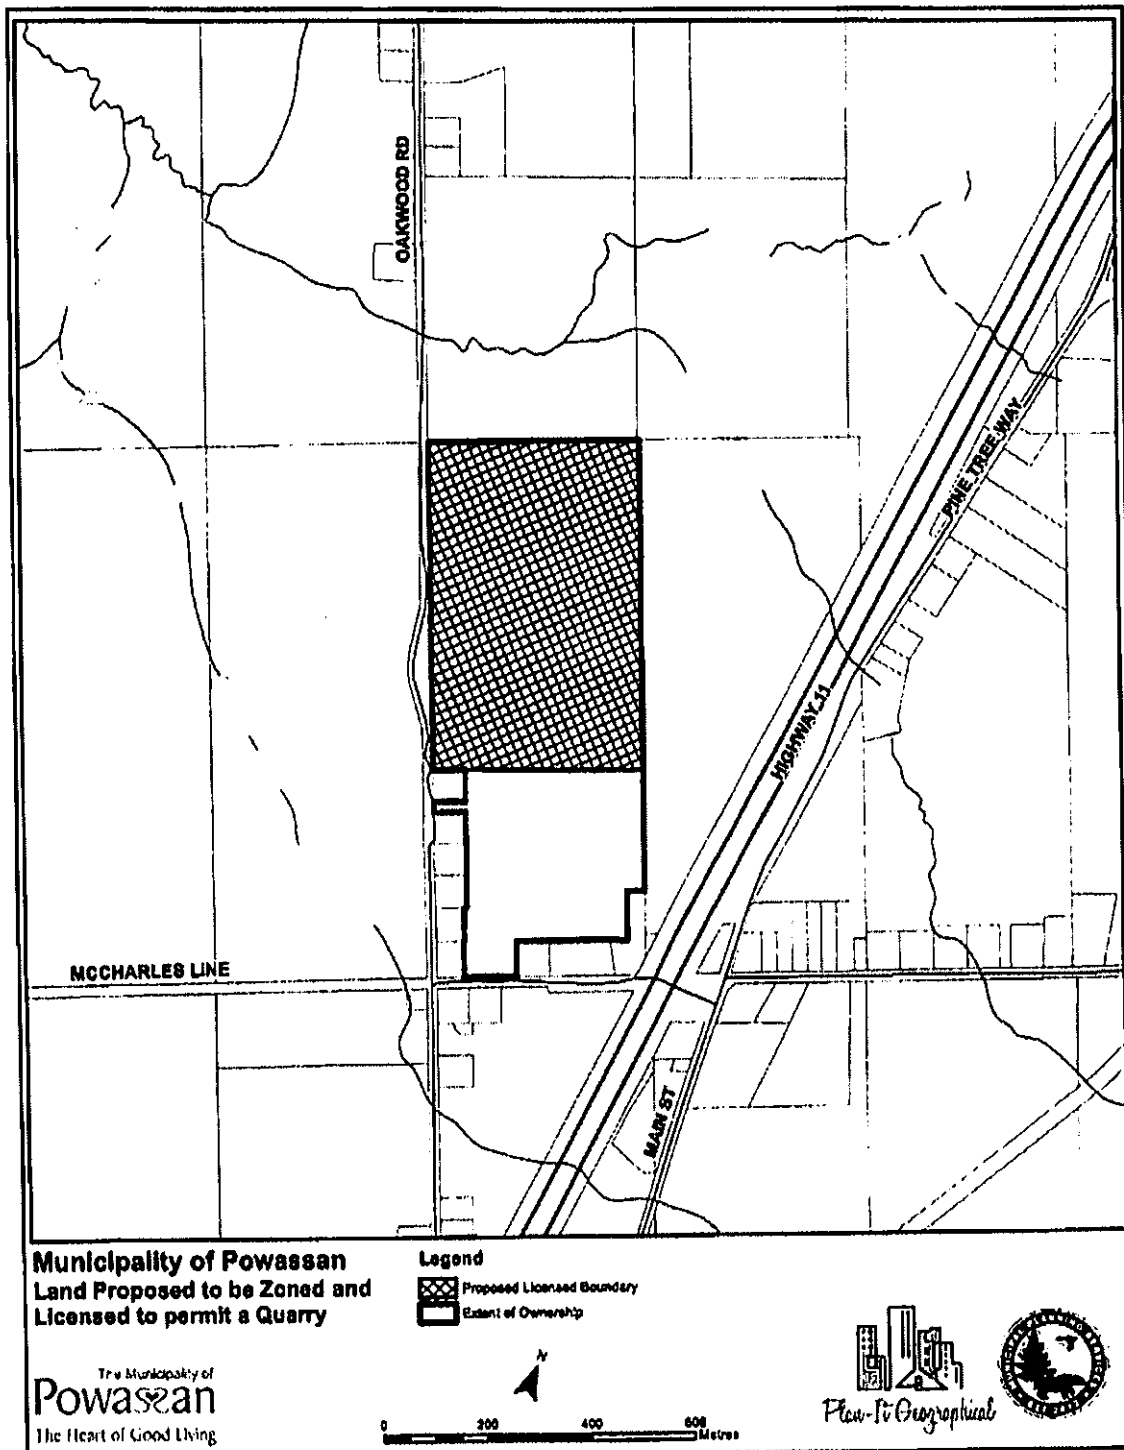 OAKWOOD RD
PINE TREE WAY
HIGHWAY 11
MCCHARLES LINE
MAIN ST
Municipality of Powassan
Land Proposed to be Zoned and
Licensed to permit a Quarry
Legend
Proposed Licensed Boundary
Extent of Ownership
The Municipality of
Powassan
The Heart of Good Living
N
0 200 400 600
Metres
Plan-It Geographical